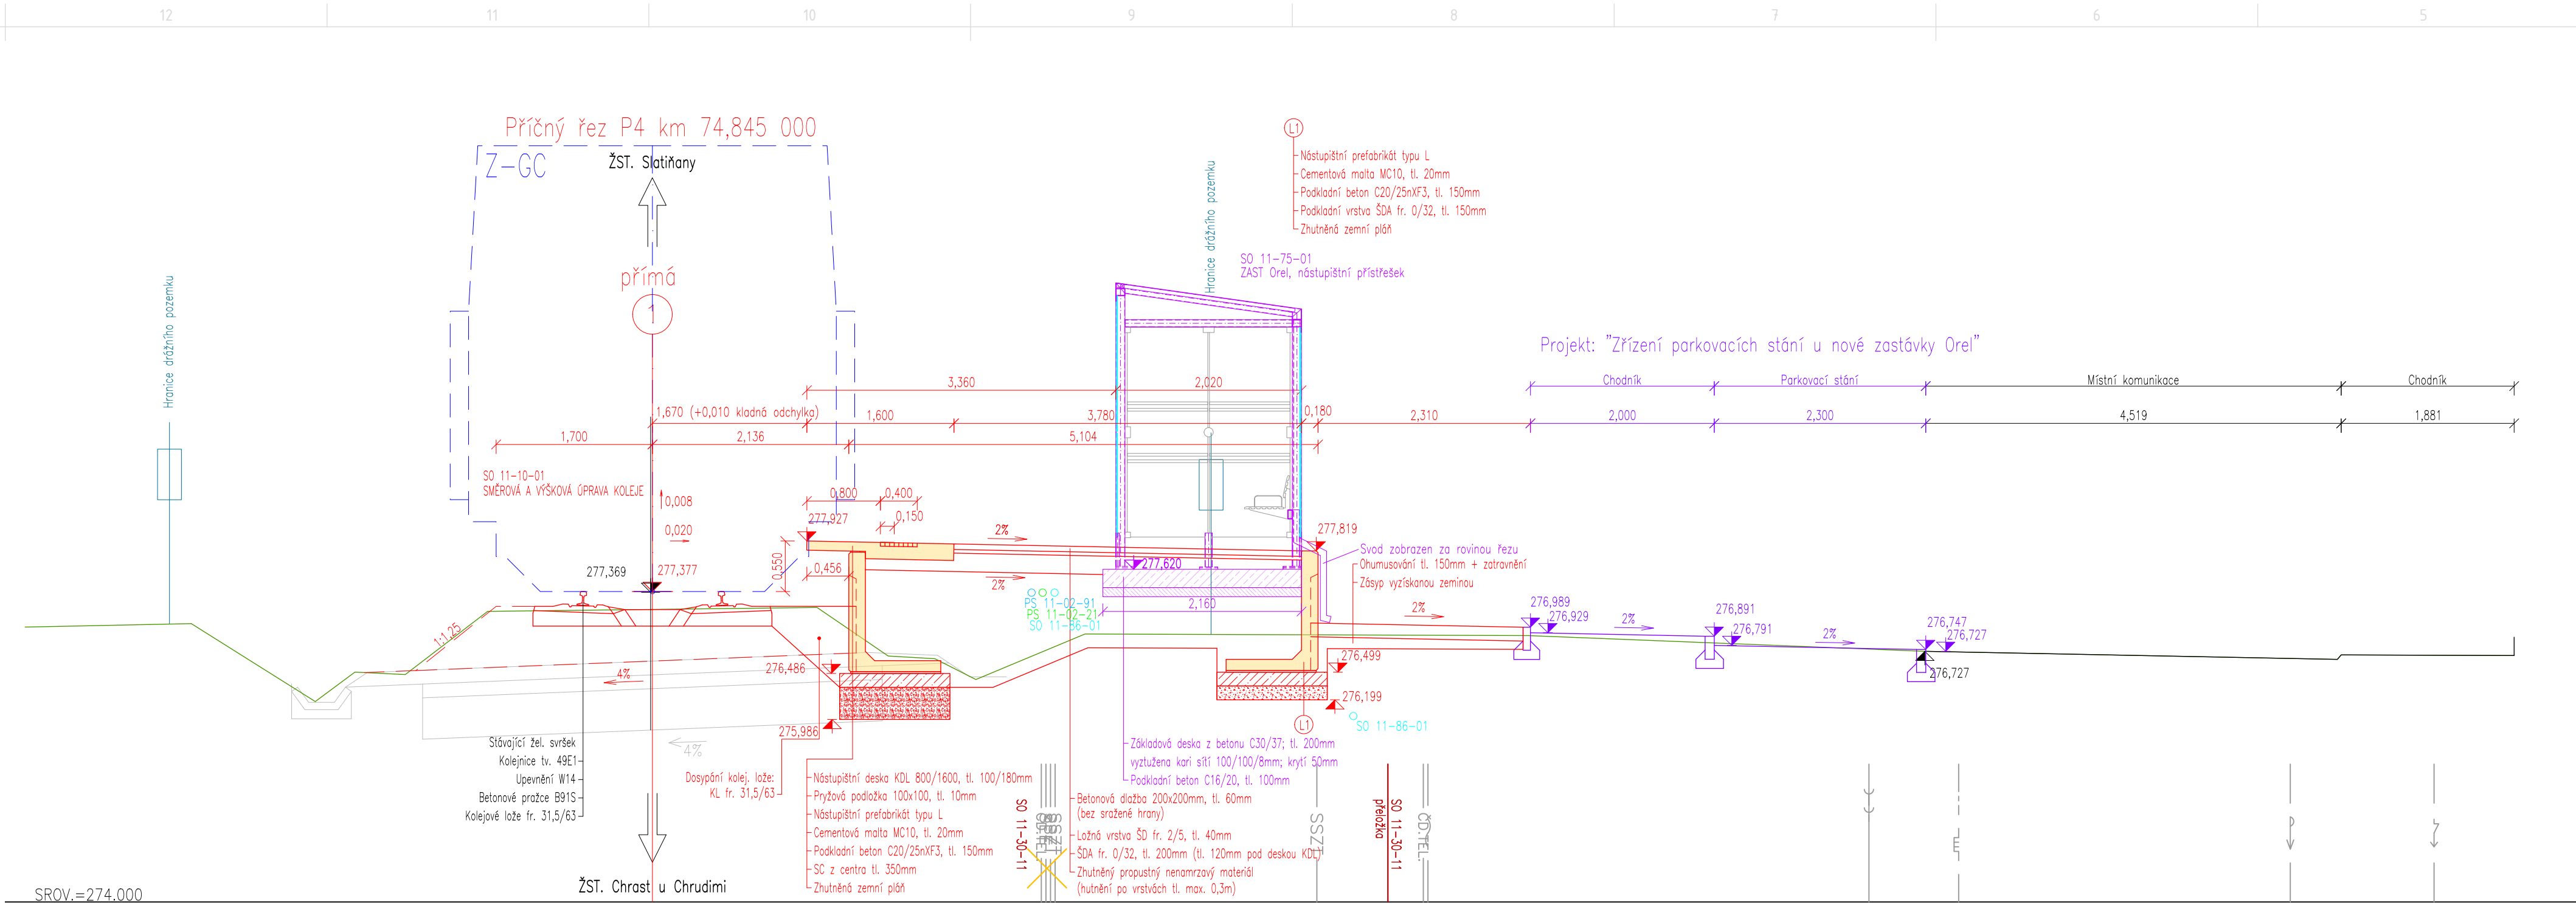 12
11
10
9
8
7
6
5
Příčný řez P4 km 74,845 000
Z-GC
ŽST. Slatiňany
přímá
1
Hranice drážního pozemku
Hranice drážního pozemku
L1
Nástupištní prefabrikát typu L
Cementová malta MC10, tl. 20mm
Podkladní beton C20/25nXF3, tl. 150mm
Podkladní vrstva ŠDA fr. 0/32, tl. 150mm
Zhutněná zemní pláň
SO 11-75-01
ZAST Orel, nástupištní přístřešek
Projekt: "Zřízení parkovacích stání u nové zastávky Orel"
3,360
2,020
Chodník
Parkovací stání
Místní komunikace
Chodník
1,670 (+0,010 kladná odchylka)
1,600
3,780
0,180
2,310
2,000
2,300
4,519
1,881
1,700
2,136
5,104
SO 11-10-01
SMĚROVÁ A VÝŠKOVÁ ÚPRAVA KOLEJE
0,008
0,020
0,800
0,400
0,150
277,927
2%
277,819
0,550
0,456
277,369
277,377
277,620
2%
Svod zobrazen za rovinou řezu
Ohumusování tl. 150mm + zatravnění
Zásyp vyzískanou zeminou
PS 11-02-91
PS 11-02-21
SO 11-86-01
2,160
2%
276,989
276,929
2%
276,891
276,791
2%
276,747
276,727
276,727
1:1,25
4%
276,486
275,986
4%
276,499
276,199
L1
SO 11-86-01
Stávající žel. svršek
Kolejnice tv. 49E1
Upevnění W14
Betonové pražce B91S
Kolejové lože fr. 31,5/63
Dosypání kolej. lože:
KL fr. 31,5/63
Nástupištní deska KDL 800/1600, tl. 100/180mm
Pryžová podložka 100x100, tl. 10mm
Nástupištní prefabrikát typu L
Cementová malta MC10, tl. 20mm
Podkladní beton C20/25nXF3, tl. 150mm
SC z centra tl. 350mm
Zhutněná zemní pláň
Základová deska z betonu C30/37; tl. 200mm
vyztužena kari sítí 100/100/8mm; krytí 50mm
Podkladní beton C16/20, tl. 100mm
Betonová dlažba 200x200mm, tl. 60mm
(bez sražené hrany)
Ložná vrstva ŠD fr. 2/5, tl. 40mm
ŠDA fr. 0/32, tl. 200mm (tl. 120mm pod deskou KDL)
Zhutněný propustný nenamrzavý materiál
(hutnění po vrstvách tl. max. 0,3m)
SO 11-30-11
SSZT
SSZT
SO 11-30-11
přeložka
ČD.TEL.
E
ŽST. Chrast u Chrudimi
SROV.=274.000